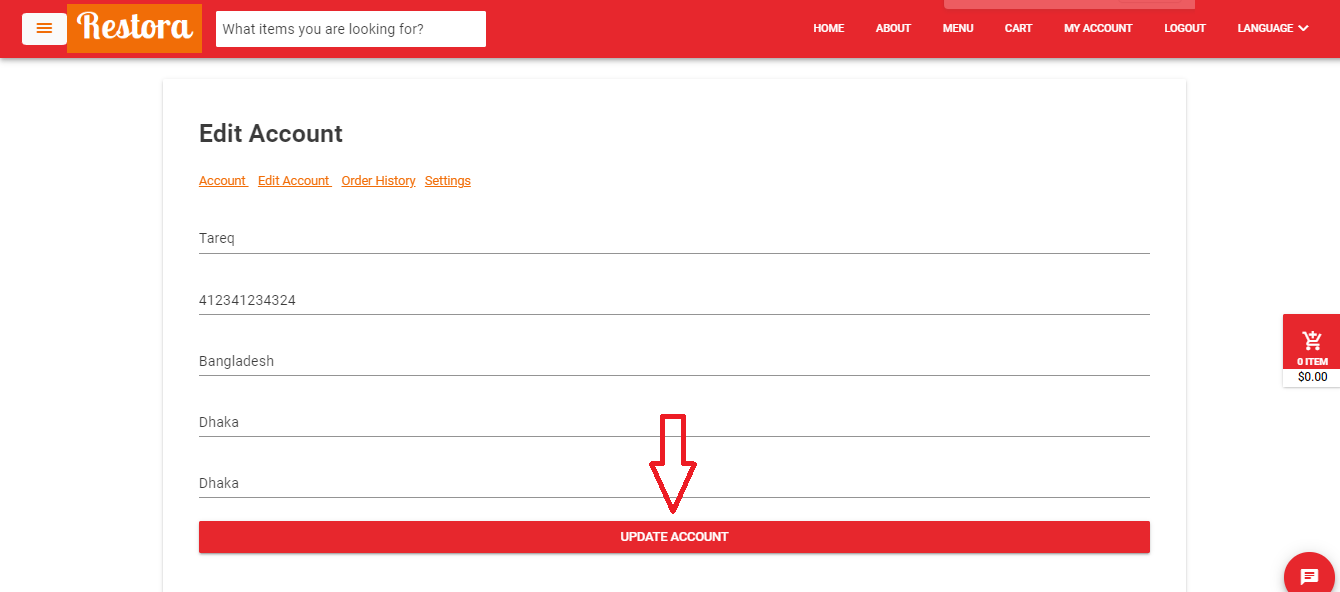 Restora
What items you are looking for?
HOME ABOUT MENU CART MY ACCOUNT LOGOUT LANGUAGE
Edit Account
Account Edit Account Order History Settings
Tareq
412341234324
Bangladesh
0 ITEM
$0.00
Dhaka
Dhaka
UPDATE ACCOUNT